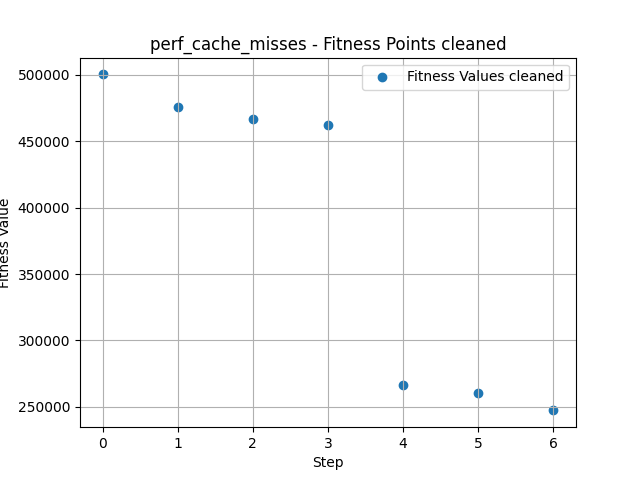 perf_cache_misses - Fitness Points cleaned
Fitness Values cleaned
Fitness Value
500000
450000
400000
350000
300000
250000
0 1 2 3 4 5 6
Step